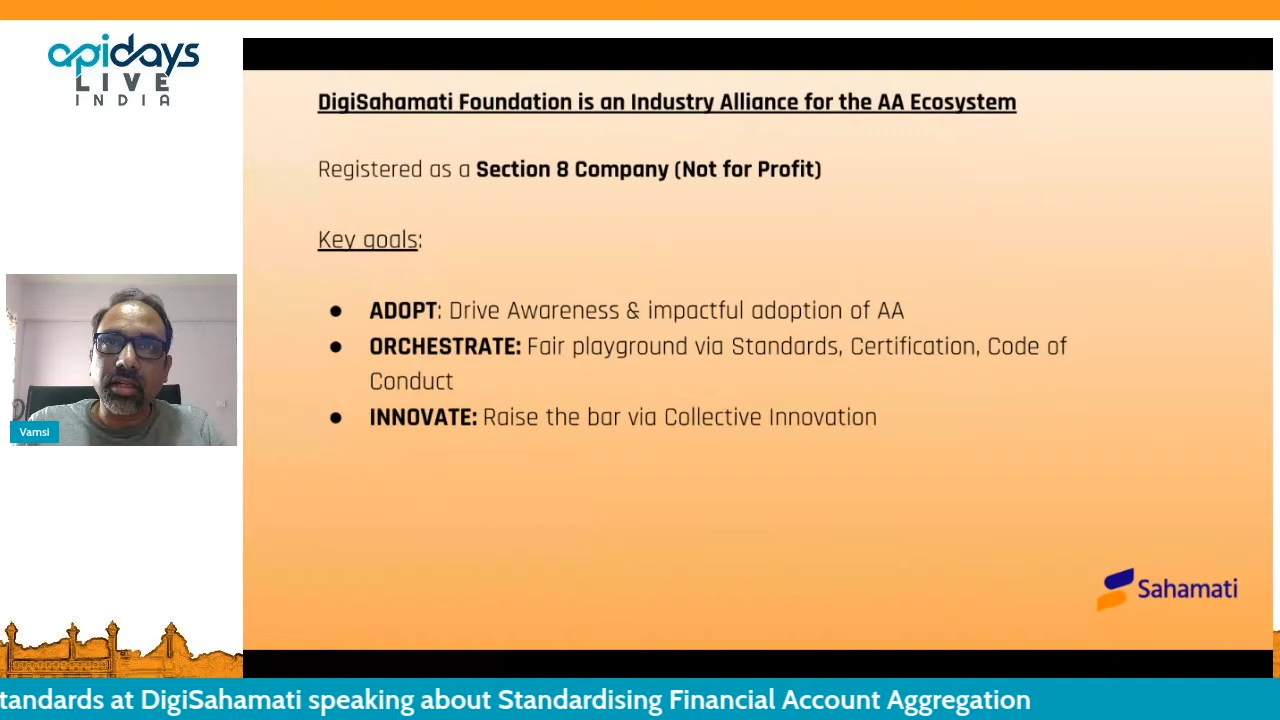 apidays
LIVE
INDIA
DigiSahamati Foundation is an Industry Alliance for the AA Ecosystem
Registered as a Section 8 Company (Not for Profit)
Key goals:
● ADOPT: Drive Awareness & impactful adoption of AA
● ORCHESTRATE: Fair playground via Standards, Certification, Code of
Conduct
● INNOVATE: Raise the bar via Collective Innovation
Vamsi
Sahamati
tandards at DigiSahamati speaking about Standardising Financial Account Aggregation